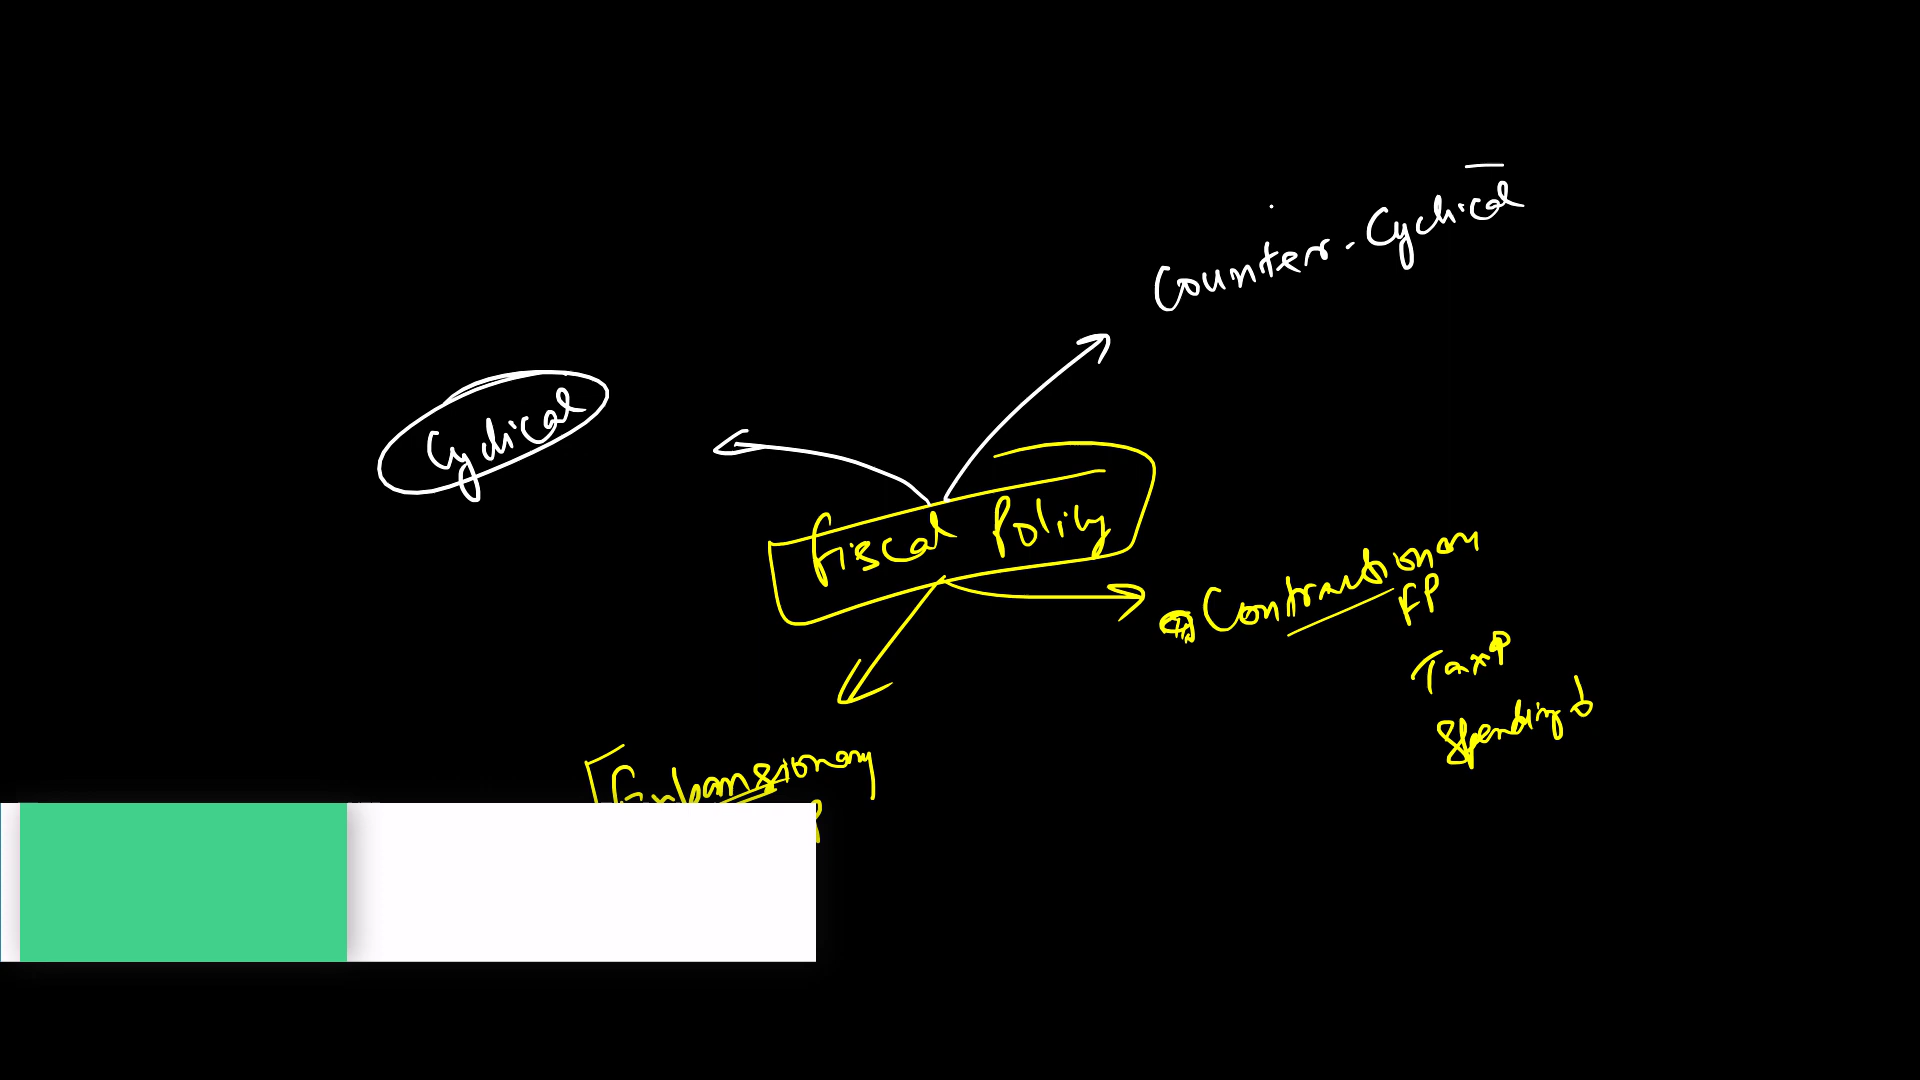 Counter-Cyclical
Cyclical
Fiscal Policy
Contractionary
FP
Tax↑
Spending↓
Expansionary